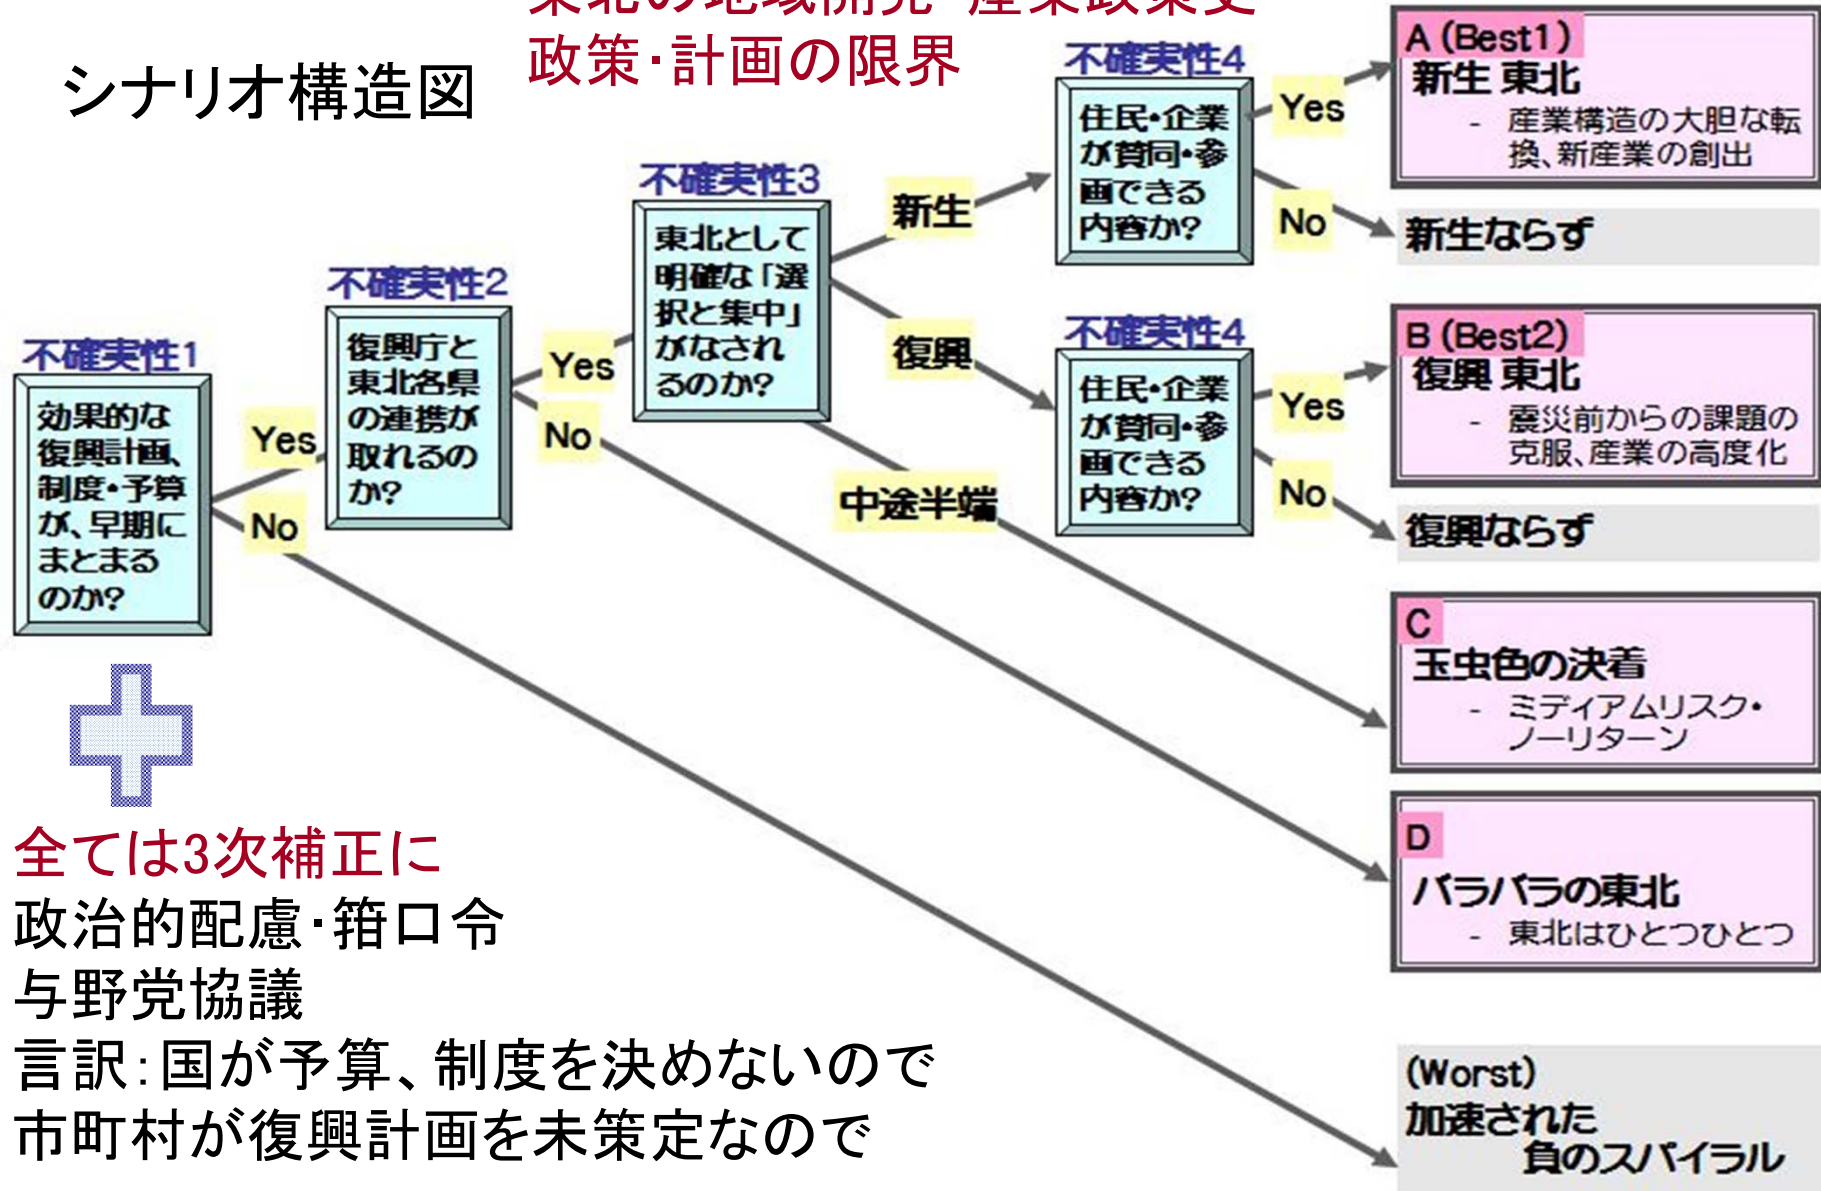 東北の地域開発・産業政策史
政策・計画の限界
シナリオ構造図
不確実性1
効果的な
復興計画、
制度・予算
が、早期に
まとまる
のか?
Yes
No
不確実性2
復興庁と
東北各県
の連携が
取れるの
か?
Yes
No
不確実性3
東北として
明確な「選
択と集中」
がなされ
るのか?
新生
復興
中途半端
不確実性4
住民・企業
が賛同・参
画できる
内容か?
Yes
No
不確実性4
住民・企業
が賛同・参
画できる
内容か?
Yes
No
A (Best1)
新生 東北
- 産業構造の大胆な転
換、新産業の創出
新生ならず
B (Best2)
復興 東北
- 震災前からの課題の
克服、産業の高度化
復興ならず
C
玉虫色の決着
- ミディアムリスク・
ノーリターン
D
バラバラの東北
- 東北はひとつひとつ
(Worst)
加速された
負のスパイラル
全ては3次補正に
政治的配慮・箝口令
与野党協議
言訳:国が予算、制度を決めないので
市町村が復興計画を未策定なので